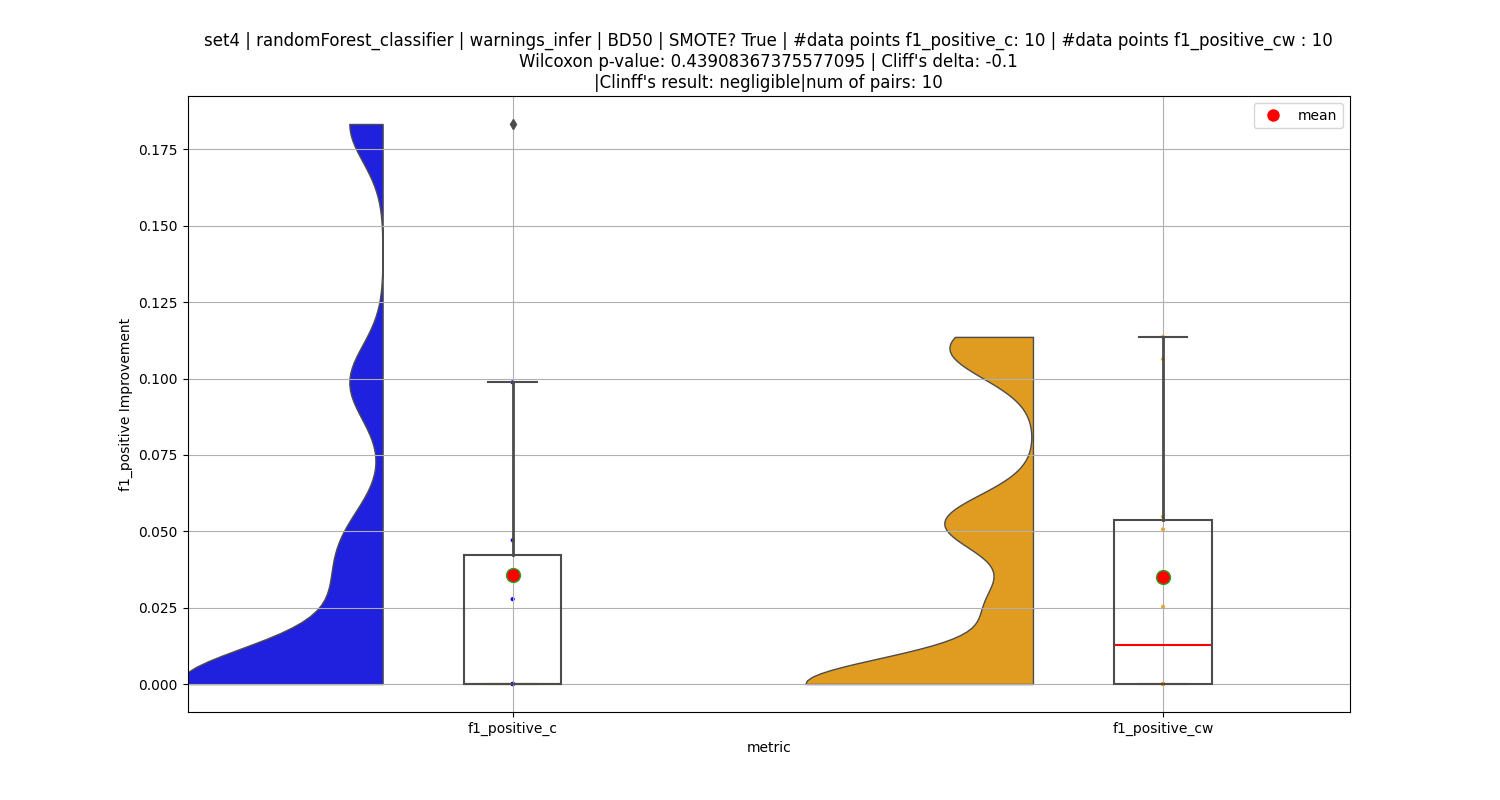 set4 | randomForest_classifier | warnings_infer | BD50 | SMOTE? True | #data points f1_positive_c: 10 | #data points f1_positive_cw : 10
Wilcoxon p-value: 0.43908367375577095 | Cliff's delta: -0.1
|Clinff's result: negligible|num of pairs: 10
mean
0.175
0.150
0.125
0.100
0.075
0.050
0.025
0.000
f1_positive Improvement
f1_positive_c
f1_positive_cw
metric